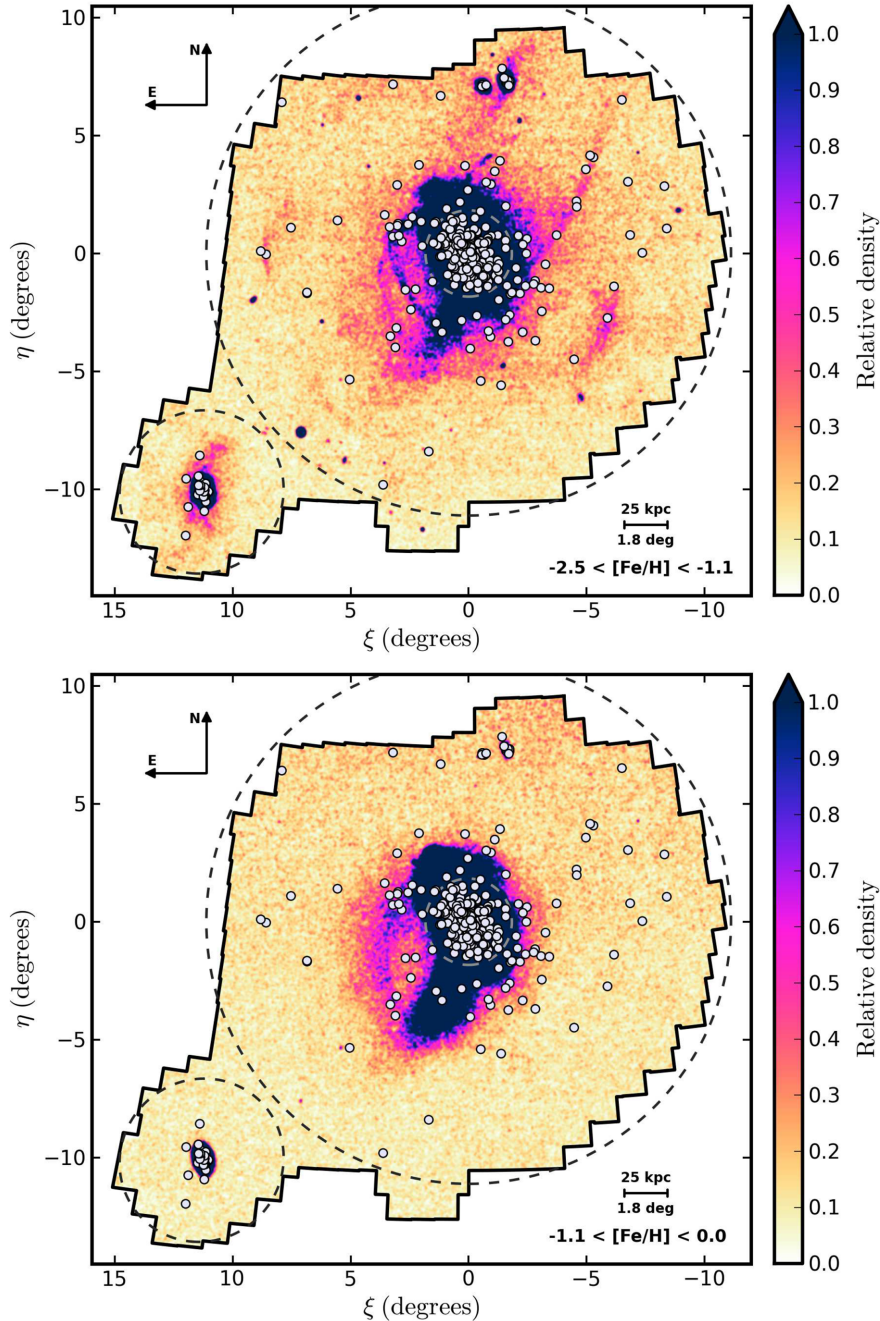 10
5
0
−5
−10
η (degrees)
N
E
25 kpc
1.8 deg
-2.5 < [Fe/H] < -1.1
15 10 5 0 −5 −10
ξ (degrees)
1.0
0.9
0.8
0.7
0.6
0.5
0.4
0.3
0.2
0.1
0.0
Relative density
10
5
0
−5
−10
η (degrees)
N
E
25 kpc
1.8 deg
-1.1 < [Fe/H] < 0.0
15 10 5 0 −5 −10
ξ (degrees)
1.0
0.9
0.8
0.7
0.6
0.5
0.4
0.3
0.2
0.1
0.0
Relative density